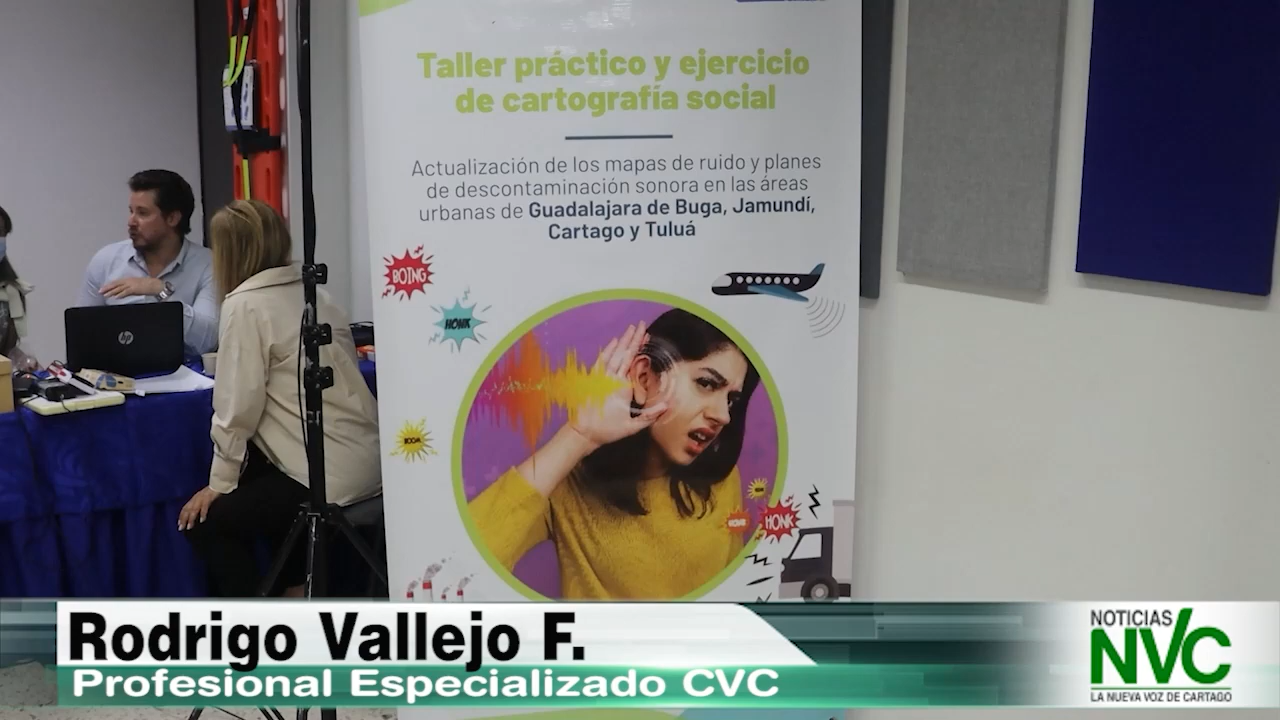 Taller práctico y ejercicio
de cartografía social
Actualización de los mapas de ruido y planes
de descontaminación sonora en las áreas
urbanas de Guadalajara de Buga, Jamundí,
Cartago y Tuluá
BOING
HONK
BOOM
HONK
hp
Rodrigo Vallejo F.
Profesional Especializado CVC
NOTICIAS
NVC
LA NUEVA VOZ DE CARTAGO